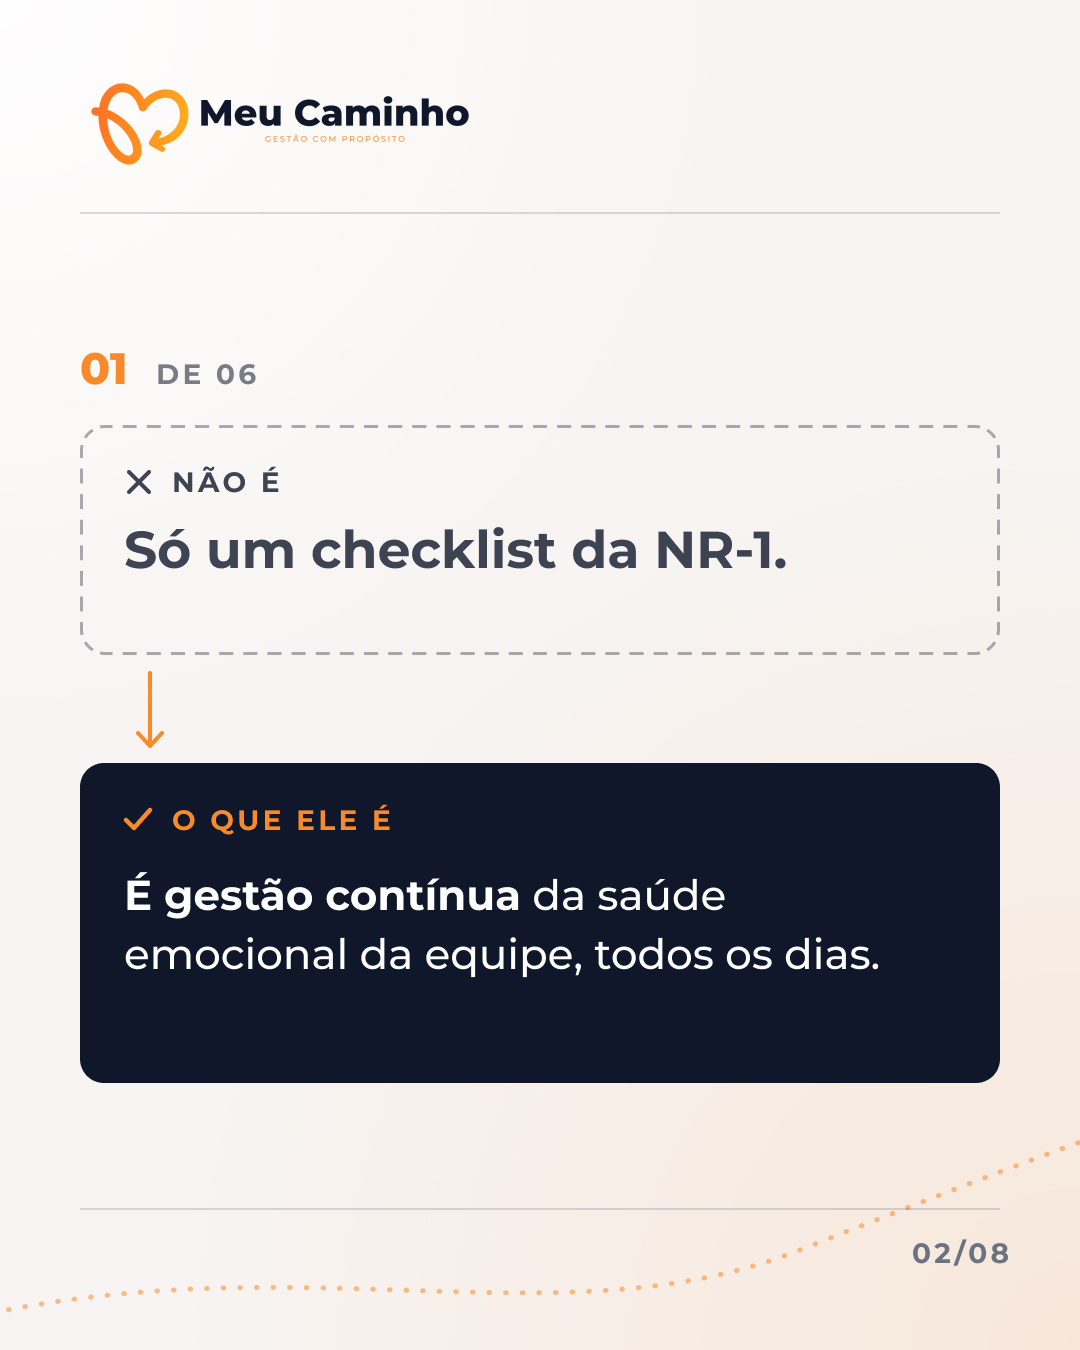 Meu Caminho
GESTÃO COM PROPÓSITO
01 DE 06
NÃO É
Só um checklist da NR-1.
O QUE ELE É
É gestão contínua da saúde
emocional da equipe, todos os dias.
02/08